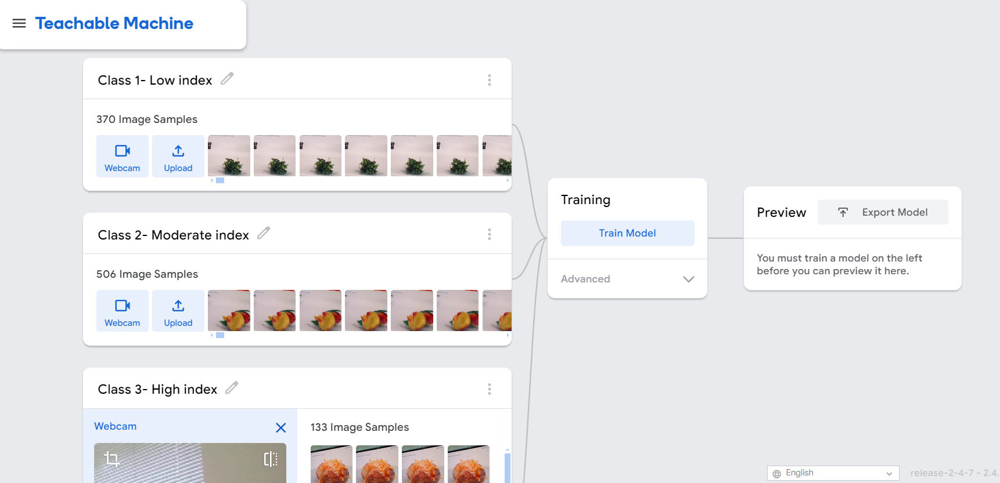 Teachable Machine
Class 1- Low index
370 Image Samples
Webcam
Upload
Class 2- Moderate index
506 Image Samples
Webcam
Upload
Class 3- High index
Webcam
133 Image Samples
Training
Train Model
Advanced
Preview
Export Model
You must train a model on the left
before you can preview it here.
English
release-2-4-7 - 2.4.